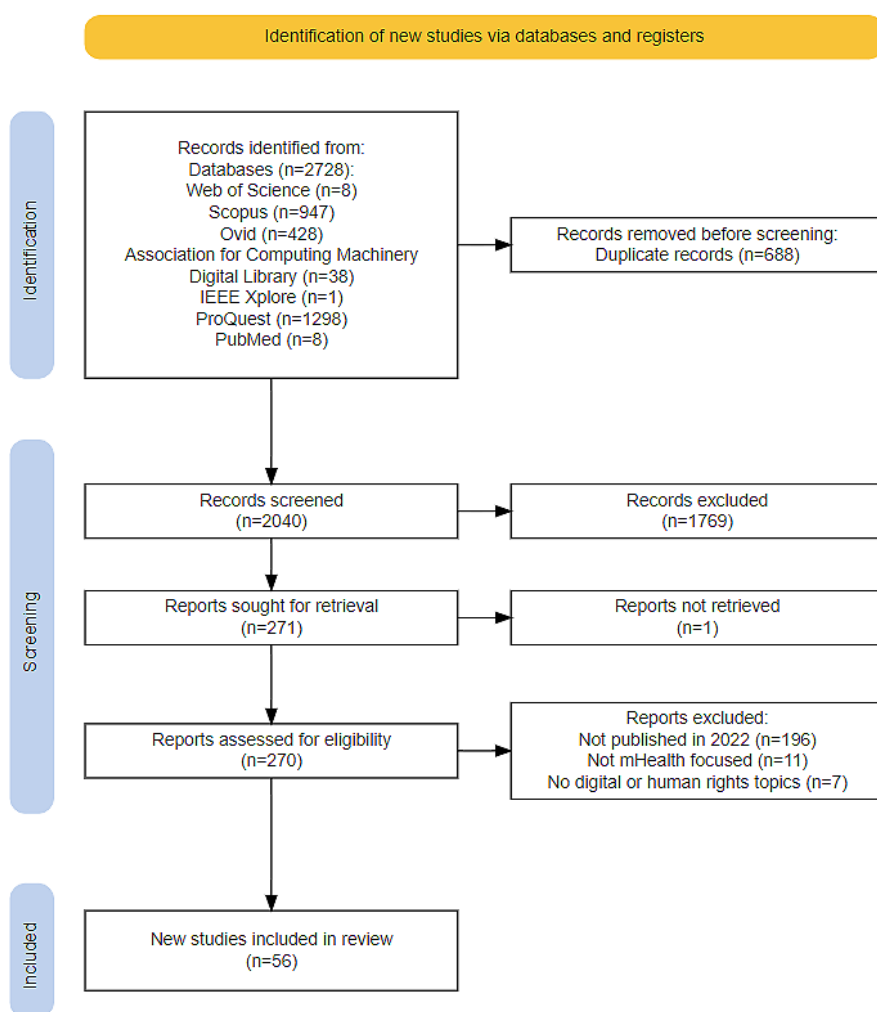 Identification of new studies via databases and registers
Identification
Records identified from:
Databases (n=2728):
Web of Science (n=8)
Scopus (n=947)
Ovid (n=428)
Association for Computing Machinery
Digital Library (n=38)
IEEE Xplore (n=1)
ProQuest (n=1298)
PubMed (n=8)
Records removed before screening:
Duplicate records (n=688)
Screening
Records screened
(n=2040)
Records excluded
(n=1769)
Reports sought for retrieval
(n=271)
Reports not retrieved
(n=1)
Reports assessed for eligibility
(n=270)
Reports excluded:
Not published in 2022 (n=196)
Not mHealth focused (n=11)
No digital or human rights topics (n=7)
Included
New studies included in review
(n=56)